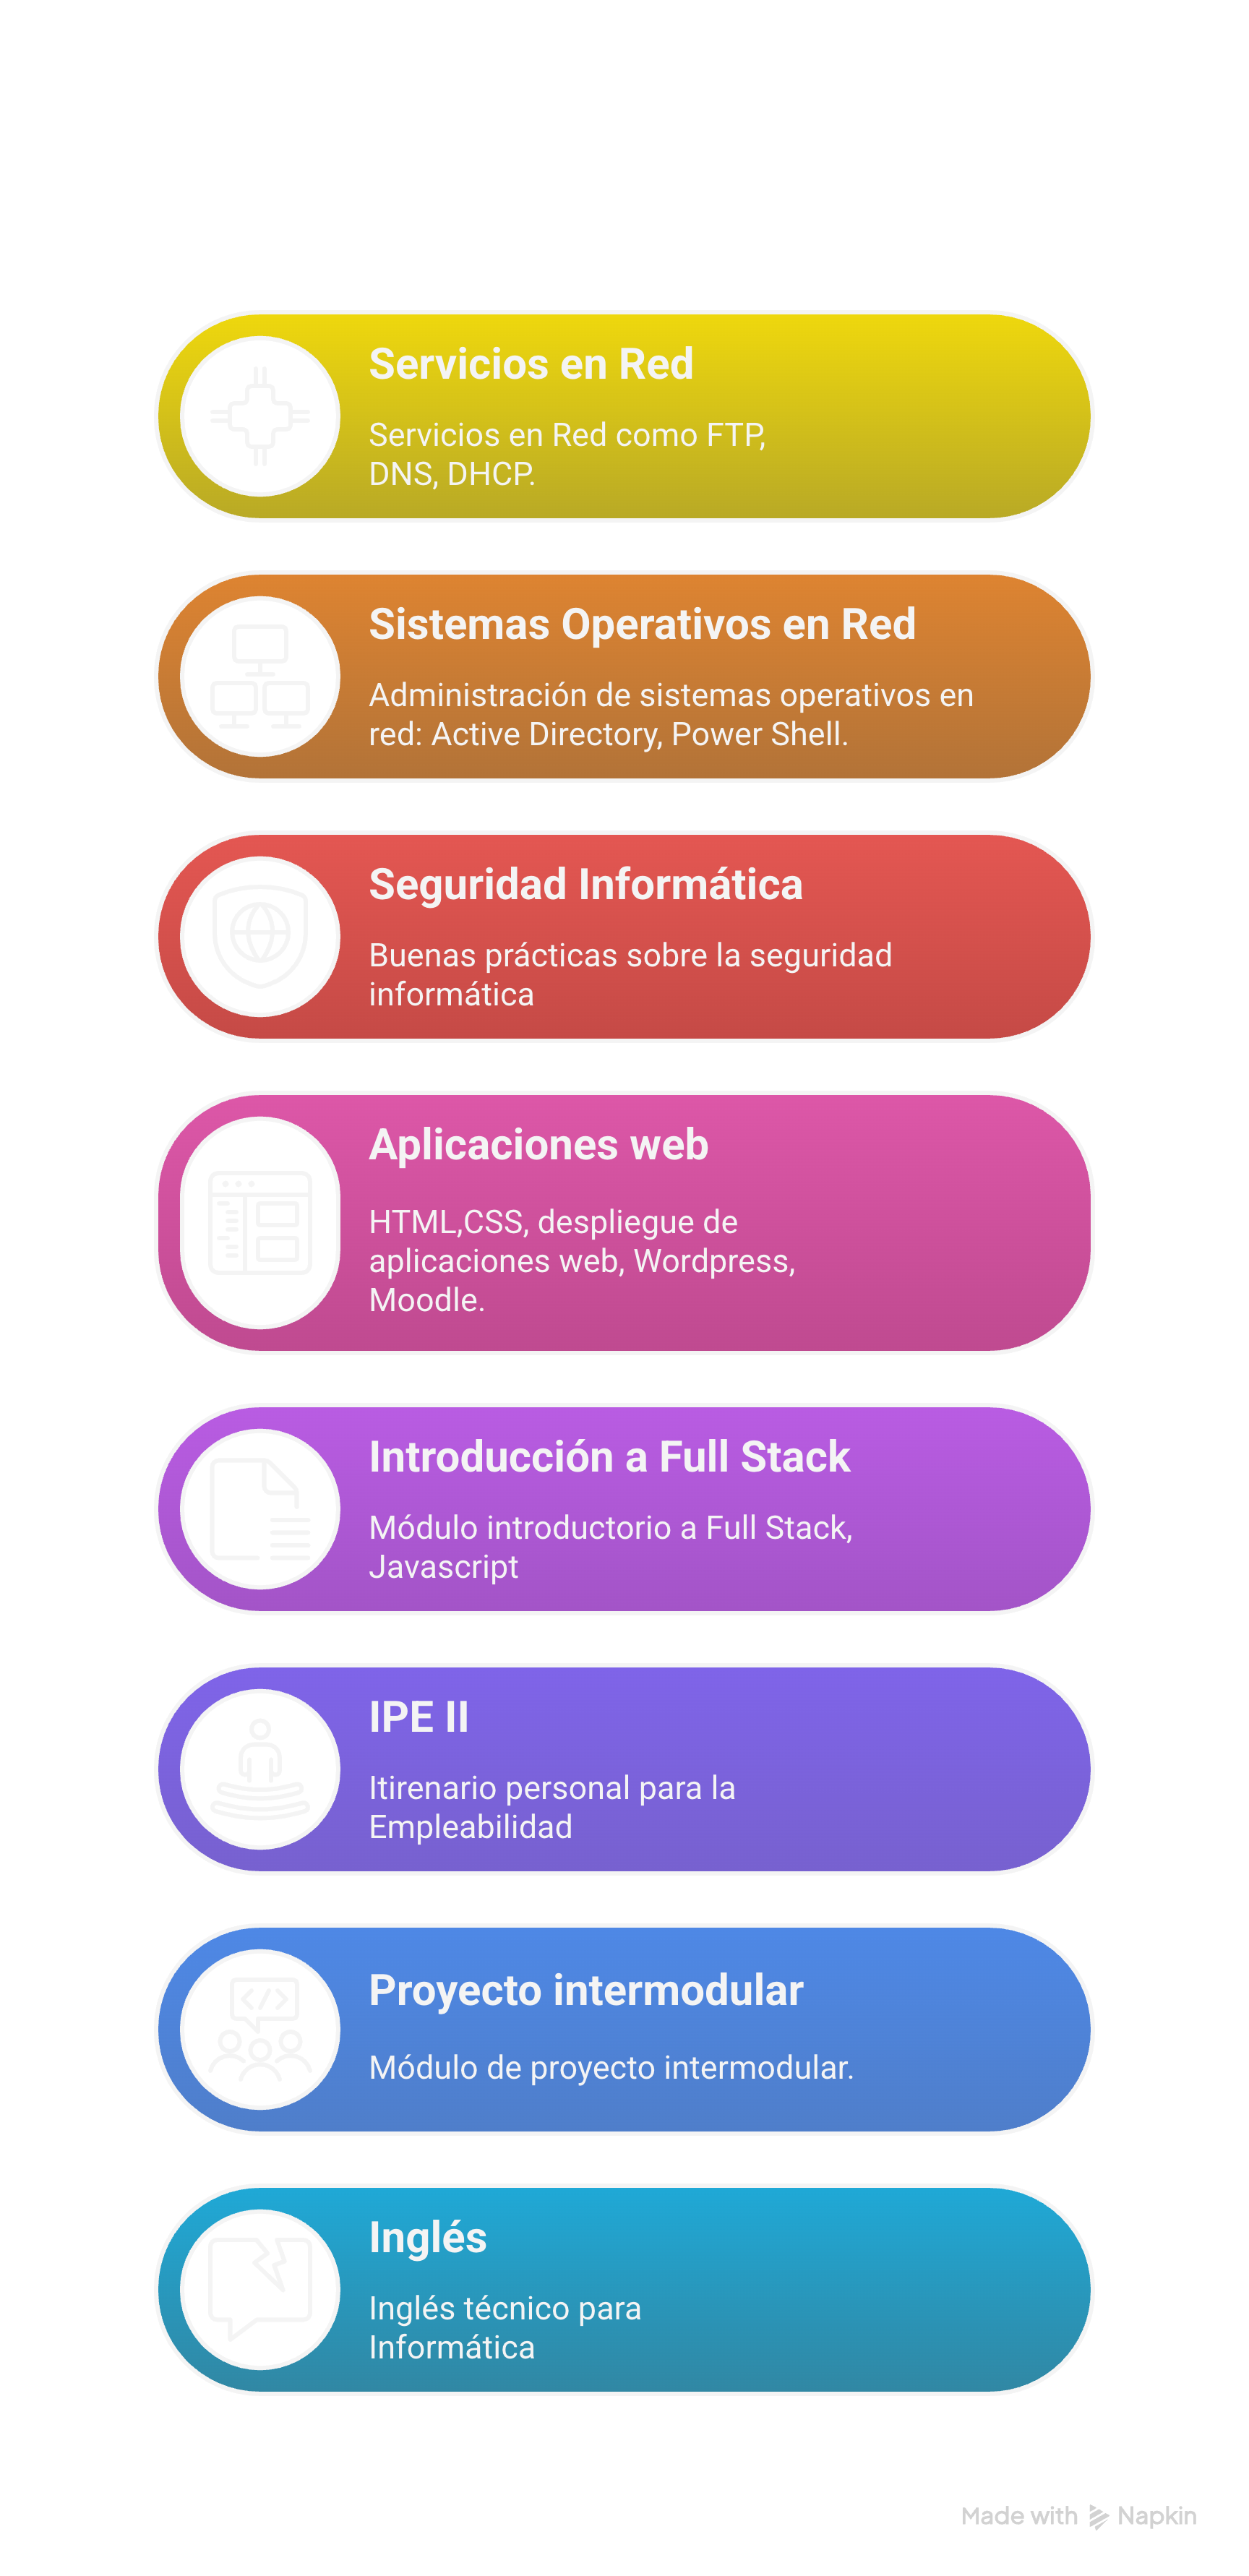 Servicios en Red
Servicios en Red como FTP,
DNS, DHCP.
Sistemas Operativos en Red
Administración de sistemas operativos en
red: Active Directory, Power Shell.
Seguridad Informática
Buenas prácticas sobre la seguridad
informática
Aplicaciones web
HTML,CSS, despliegue de
aplicaciones web, Wordpress,
Moodle.
Introducción a Full Stack
Módulo introductorio a Full Stack,
Javascript
IPE II
Itirenario personal para la
Empleabilidad
Proyecto intermodular
Módulo de proyecto intermodular.
Inglés
Inglés técnico para
Informática
Made with Napkin